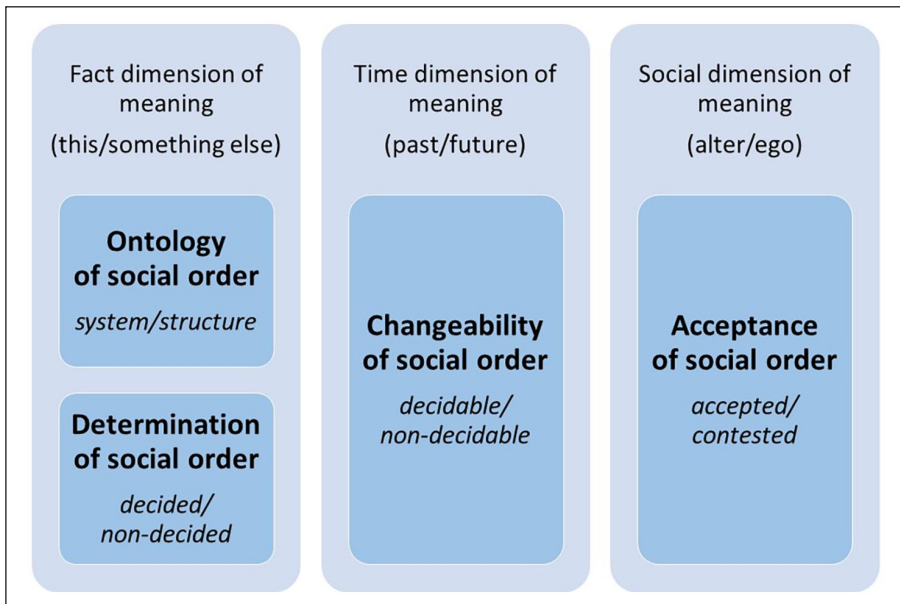 Fact dimension of
meaning
(this/something else)
Ontology
of social order
system/structure
Determination
of social order
decided/
non-decided
Time dimension of
meaning
(past/future)
Changeability
of social order
decidable/
non-decidable
Social dimension of
meaning
(alter/ego)
Acceptance
of social order
accepted/
contested